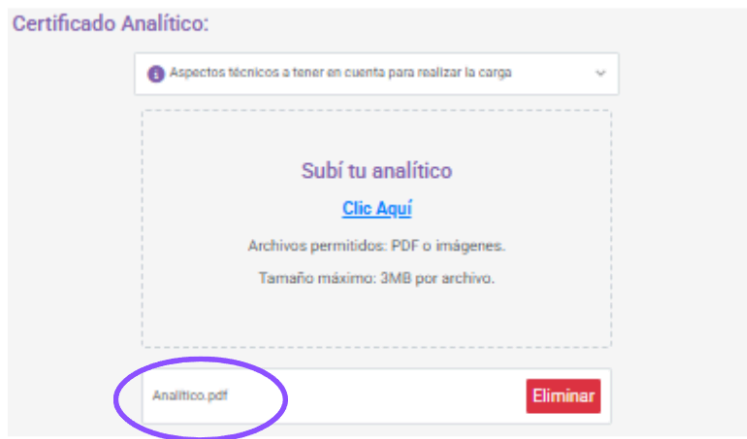 Certificado Analítico:
Aspectos técnicos a tener en cuenta para realizar la carga
Subí tu analítico
Clic Aquí
Archivos permitidos: PDF o imágenes.
Tamaño máximo: 3MB por archivo.
Analítico.pdf
Eliminar